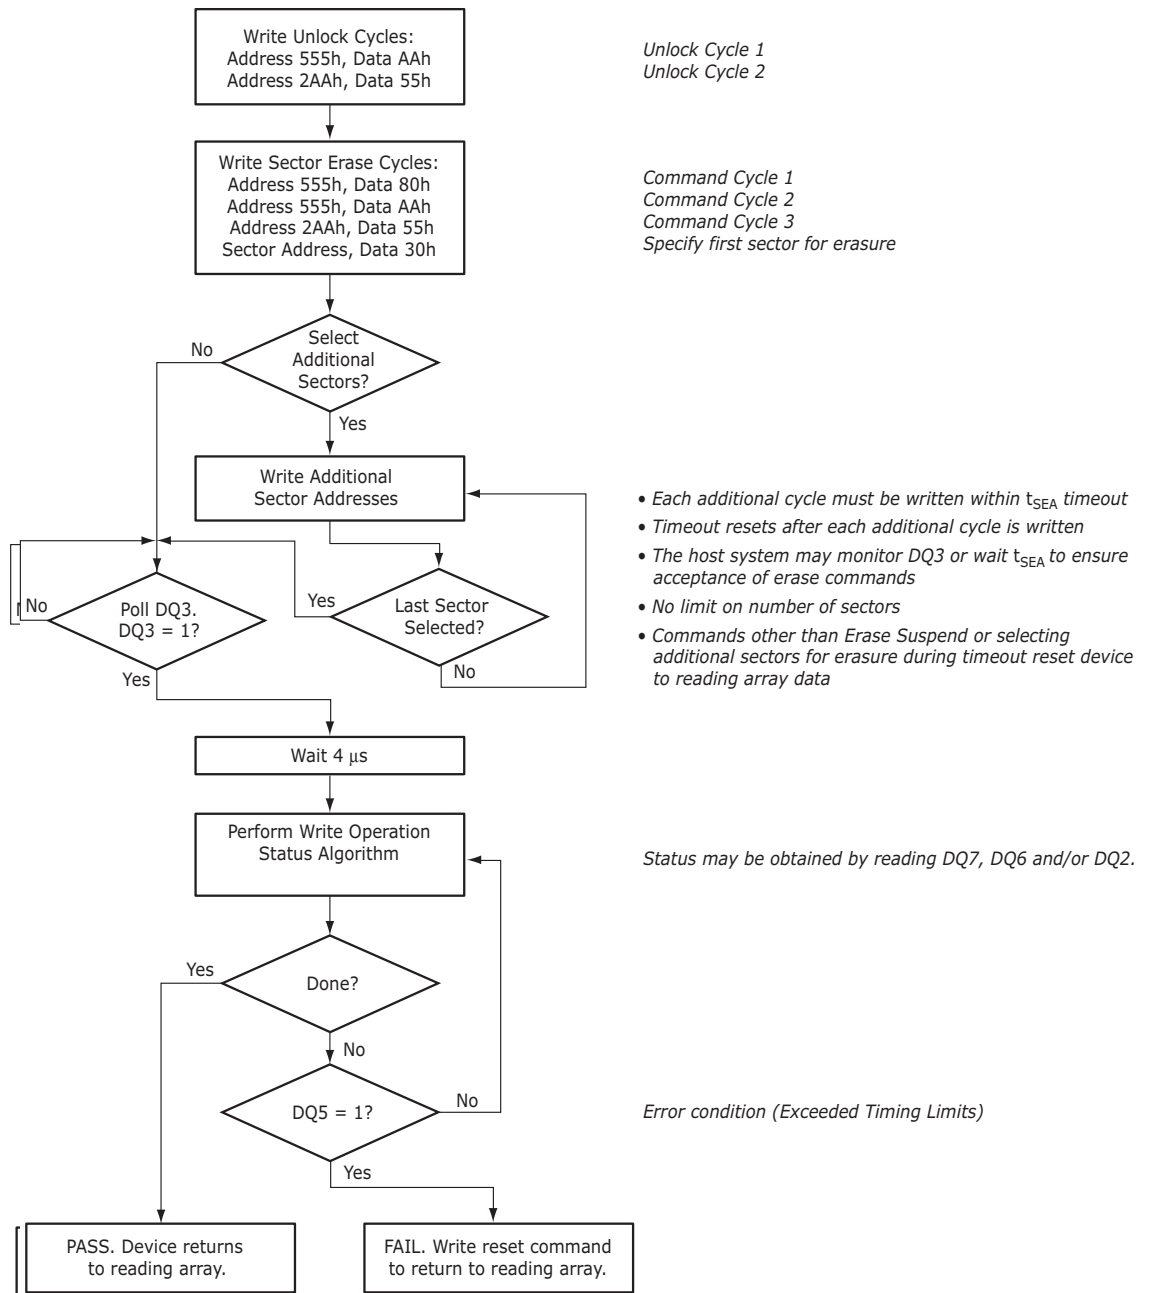 Write Unlock Cycles:
Address 555h, Data AAh
Address 2AAh, Data 55h
Unlock Cycle 1
Unlock Cycle 2
Write Sector Erase Cycles:
Address 555h, Data 80h
Address 555h, Data AAh
Address 2AAh, Data 55h
Sector Address, Data 30h
Command Cycle 1
Command Cycle 2
Command Cycle 3
Specify first sector for erasure
Select
Additional
Sectors?
No
Yes
Write Additional
Sector Addresses
• Each additional cycle must be written within tSEA timeout
• Timeout resets after each additional cycle is written
• The host system may monitor DQ3 or wait tSEA to ensure
acceptance of erase commands
• No limit on number of sectors
• Commands other than Erase Suspend or selecting
additional sectors for erasure during timeout reset device
to reading array data
No
Poll DQ3.
DQ3 = 1?
Yes
Yes
Last Sector
Selected?
No
Wait 4 μs
Perform Write Operation
Status Algorithm
Status may be obtained by reading DQ7, DQ6 and/or DQ2.
Yes
Done?
No
DQ5 = 1?
No
Yes
Error condition (Exceeded Timing Limits)
PASS. Device returns
to reading array.
FAIL. Write reset command
to return to reading array.